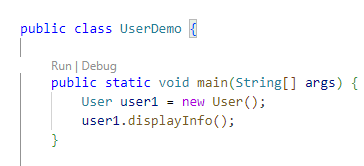 public class UserDemo {
Run | Debug
public static void main(String[] args) {
User user1 = new User();
user1.displayInfo();
}